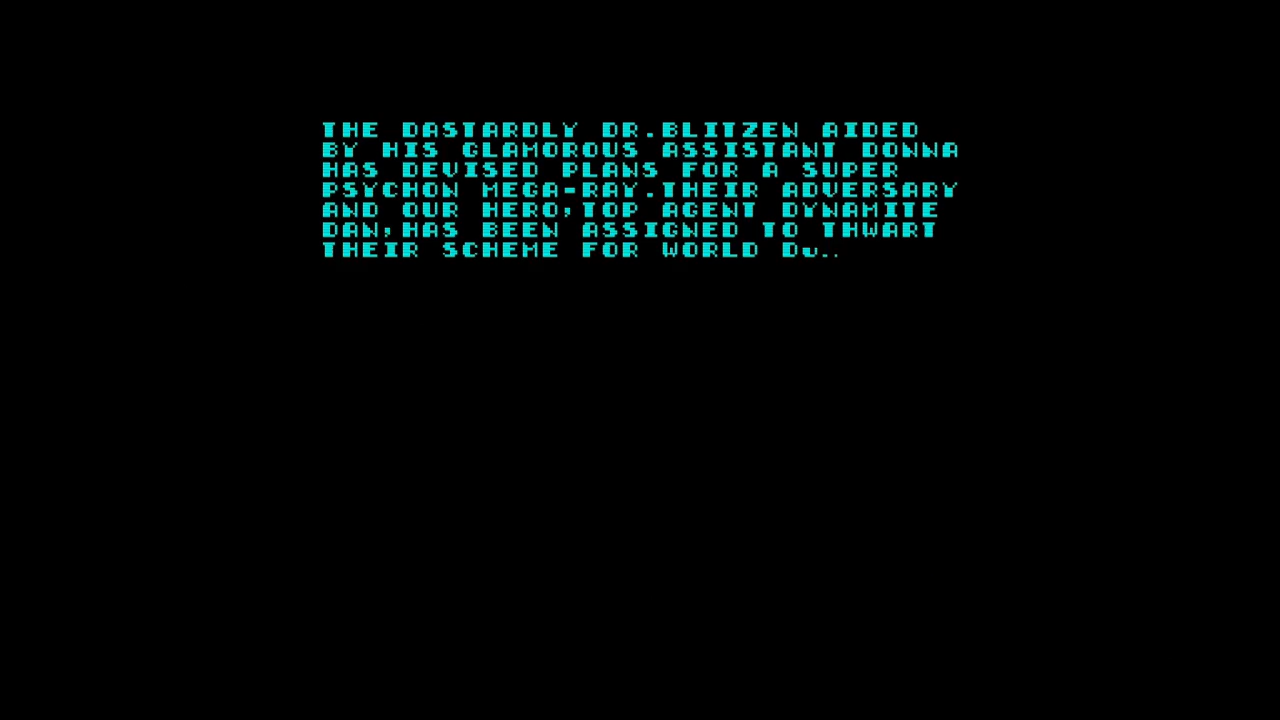 THE DASTARDLY DR.BLITZEN AIDED
BY HIS GLAMOROUS ASSISTANT DONNA
HAS DEVISED PLANS FOR A SUPER
PSYCHON MEGA-RAY.THEIR ADVERSARY
AND OUR HERO,TOP AGENT DYNAMITE
DAN,HAS BEEN ASSIGNED TO THWART
THEIR SCHEME FOR WORLD